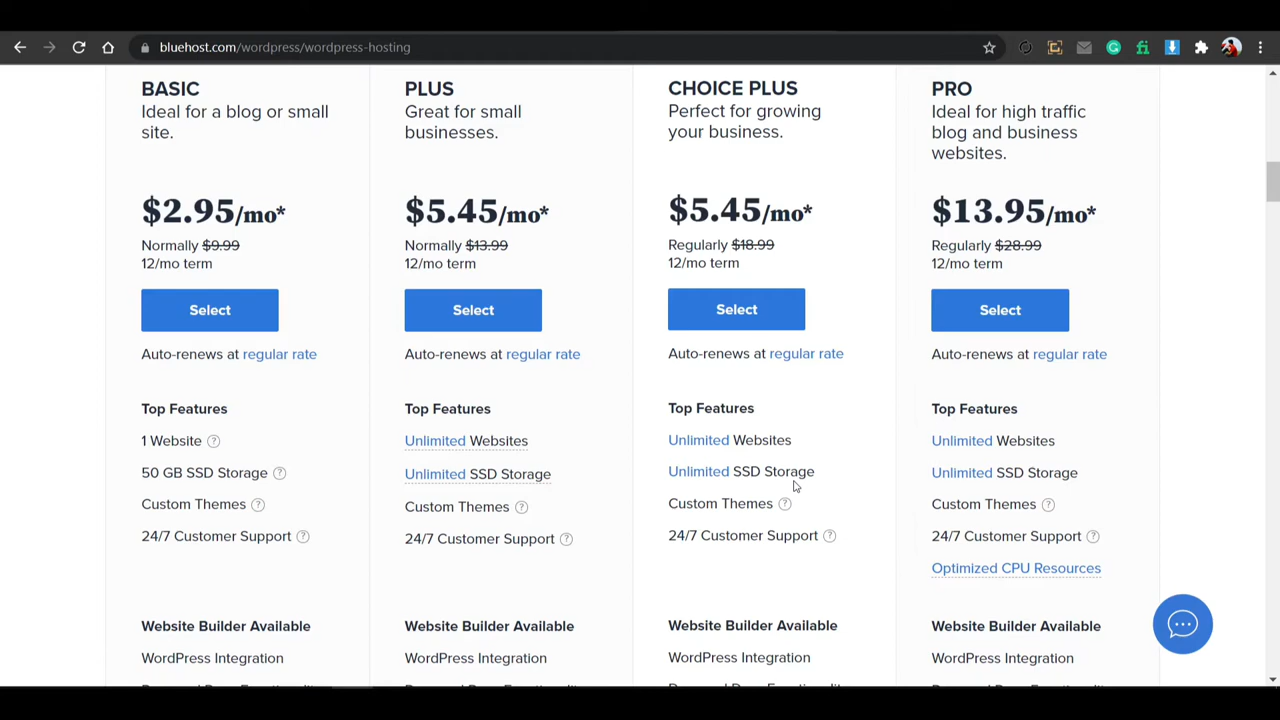 bluehost.com/wordpress/wordpress-hosting
BASIC
Ideal for a blog or small
site.
$2.95/mo*
Normally $9.99
12/mo term
Select
Auto-renews at regular rate
Top Features
1 Website
50 GB SSD Storage
Custom Themes
24/7 Customer Support
Website Builder Available
WordPress Integration
PLUS
Great for small
businesses.
$5.45/mo*
Normally $13.99
12/mo term
Select
Auto-renews at regular rate
Top Features
Unlimited Websites
Unlimited SSD Storage
Custom Themes
24/7 Customer Support
Website Builder Available
WordPress Integration
CHOICE PLUS
Perfect for growing
your business.
$5.45/mo*
Regularly $18.99
12/mo term
Select
Auto-renews at regular rate
Top Features
Unlimited Websites
Unlimited SSD Storage
Custom Themes
24/7 Customer Support
Website Builder Available
WordPress Integration
PRO
Ideal for high traffic
blog and business
websites.
$13.95/mo*
Regularly $28.99
12/mo term
Select
Auto-renews at regular rate
Top Features
Unlimited Websites
Unlimited SSD Storage
Custom Themes
24/7 Customer Support
Optimized CPU Resources
Website Builder Available
WordPress Integration